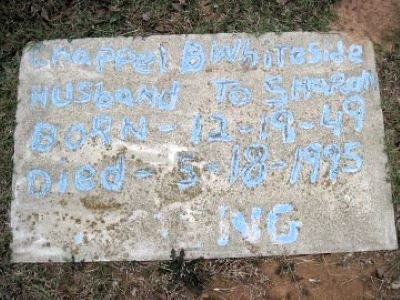 Chappel B Whiteside
HUSBAND TO SHARON
BORN - 12-19-49
Died - 5-18-1995
ING